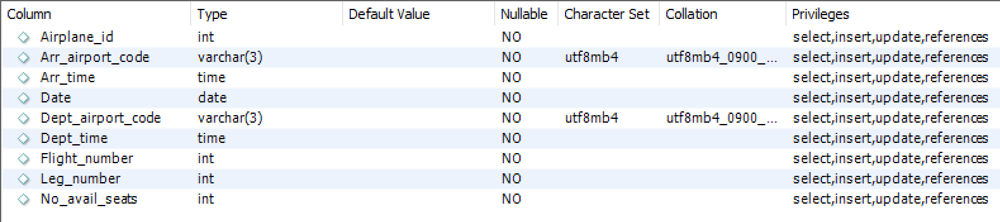 Column Type Default Value Nullable Character Set Collation Privileges
Airplane_id int NO select,insert,update,references
Arr_airport_code varchar(3) NO utf8mb4 utf8mb4_0900_... select,insert,update,references
Arr_time time NO select,insert,update,references
Date date NO select,insert,update,references
Dept_airport_code varchar(3) NO utf8mb4 utf8mb4_0900_... select,insert,update,references
Dept_time time NO select,insert,update,references
Flight_number int NO select,insert,update,references
Leg_number int NO select,insert,update,references
No_avail_seats int NO select,insert,update,references